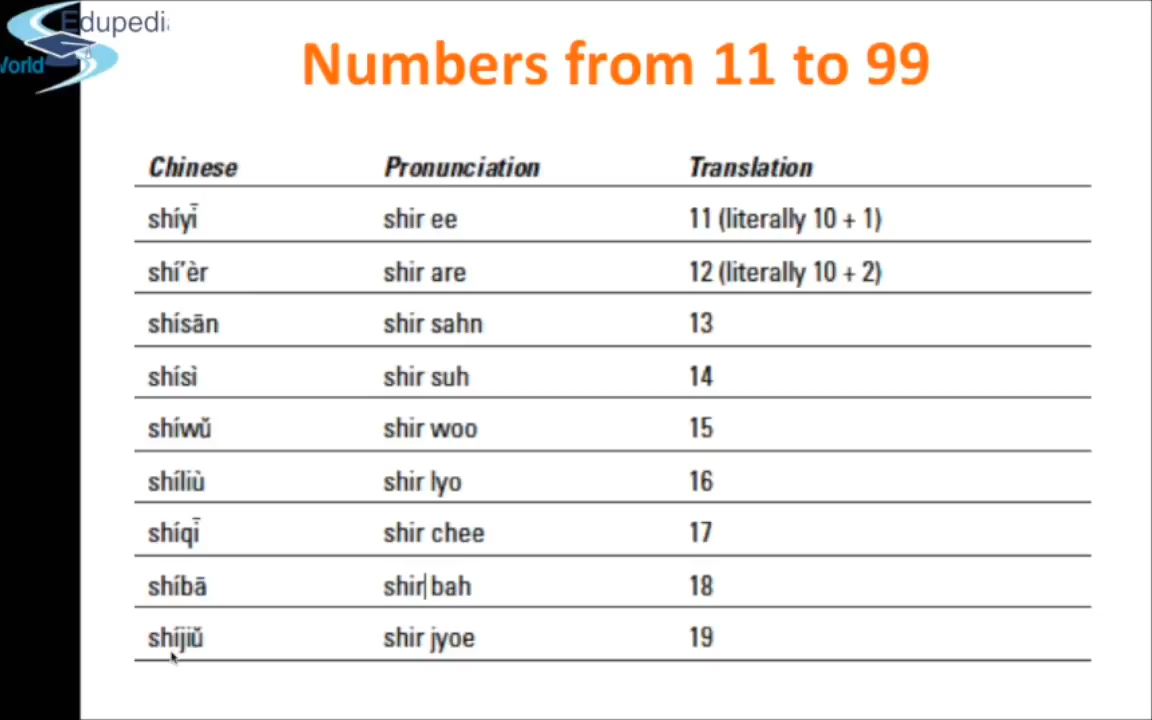 Edupedia
World
Numbers from 11 to 99
Chinese Pronunciation Translation
shíyī shir ee 11 (literally 10 + 1)
shí'èr shir are 12 (literally 10 + 2)
shísān shir sahn 13
shísì shir suh 14
shíwǔ shir woo 15
shíliù shir lyo 16
shíqī shir chee 17
shíbā shir bah 18
shíjiǔ shir jyoe 19